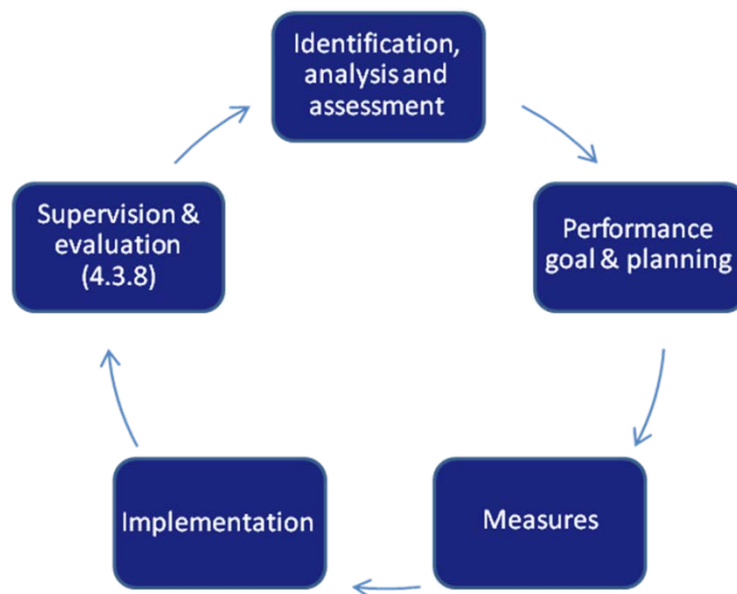 Identification,
analysis and
assessment
Performance
goal & planning
Measures
Implementation
Supervision &
evaluation
(4.3.8)